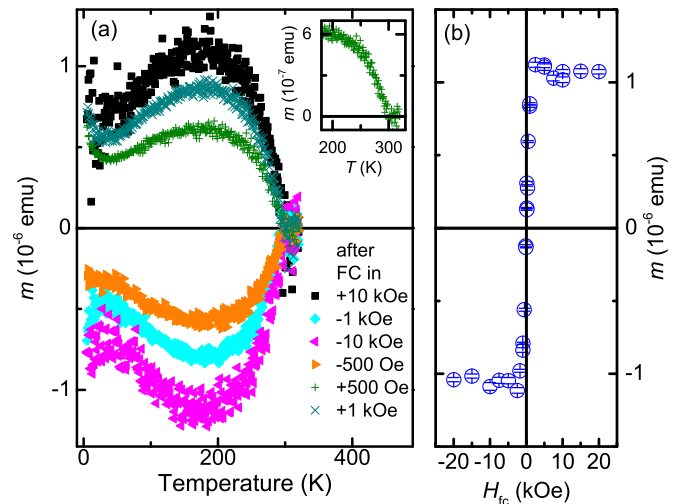 (a)
1
0
-1
m (10⁻⁶ emu)
0
200
400
Temperature (K)
6
0
m (10⁻⁷ emu)
200
300
T (K)
after
FC in
+10 kOe
-1 kOe
-10 kOe
-500 Oe
+500 Oe
+1 kOe
(b)
1
0
-1
m (10⁻⁶ emu)
-20 -10 0 10 20
H_fc (kOe)